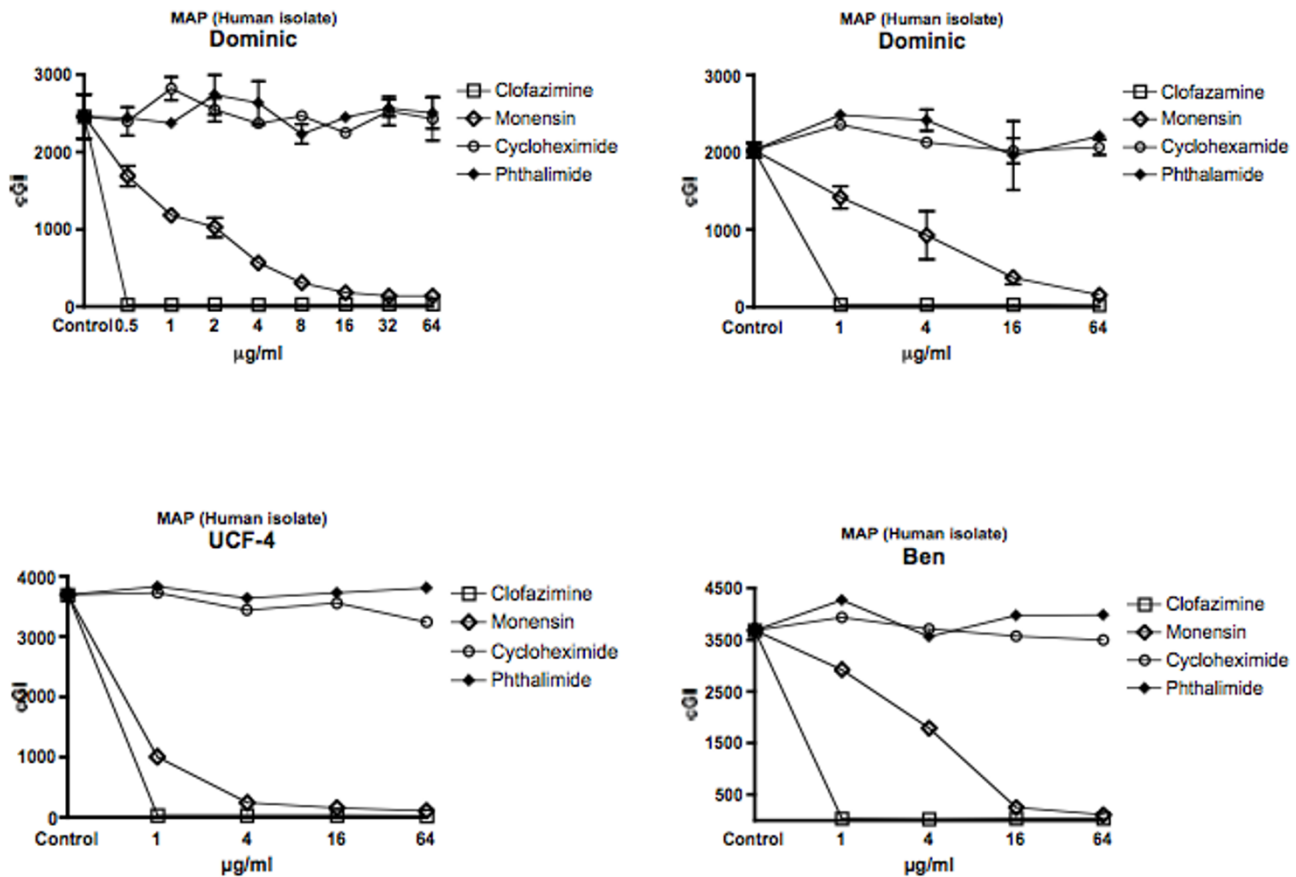 MAP (Human isolate)
Dominic
3000
2000
1000
0
cGI
Control 0.5 1 2 4 8 16 32 64
µg/ml
Clofazimine
Monensin
Cycloheximide
Phthalimide
MAP (Human isolate)
Dominic
3000
2000
1000
0
cGI
Control 1 4 16 64
µg/ml
Clofazamine
Monensin
Cyclohexamide
Phthalamide
MAP (Human isolate)
UCF-4
4000
3000
2000
1000
0
cGI
Control 1 4 16 64
µg/ml
Clofazimine
Monensin
Cycloheximide
Phthalimide
MAP (Human isolate)
Ben
4500
3500
2500
1500
500
cGI
Control 1 4 16 64
µg/ml
Clofazimine
Monensin
Cycloheximide
Phthalimide